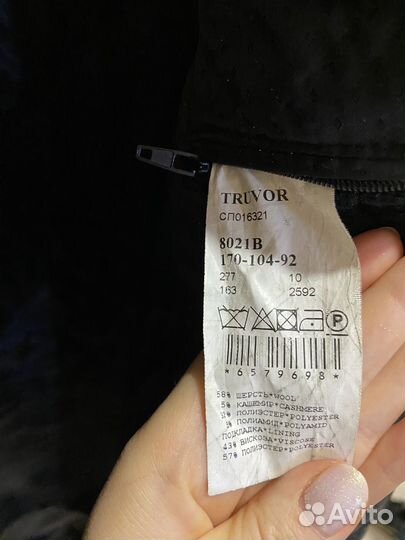 TRUVOR
СП016321
8021B
170-104-92
277 10
163 2592
P
*6579698*
58% ШЕРСТЬ*WOOL
5% КАШЕМИР*CASHMERE
ПОЛИЭСТЕР*POLYESTER
ПОЛИАМИД*POLYAMID
ПОДКЛАДКА*LINING
43% ВИСКОЗА*VISCOSE
57% ПОЛИЭСТЕР*POLYESTER
Avito